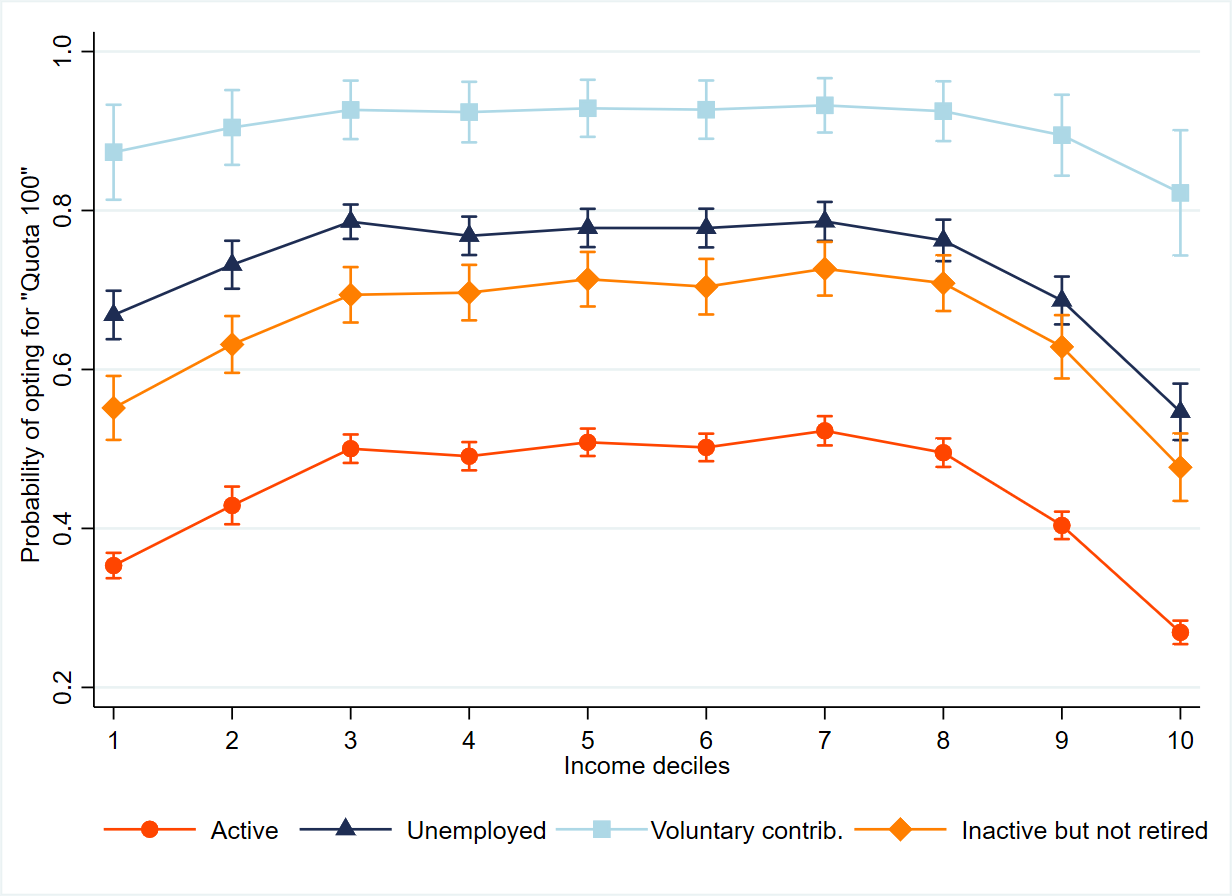 Probability of opting for "Quota 100"
1.0
0.8
0.6
0.4
0.2
1 2 3 4 5 6 7 8 9 10
Income deciles
Active Unemployed Voluntary contrib. Inactive but not retired